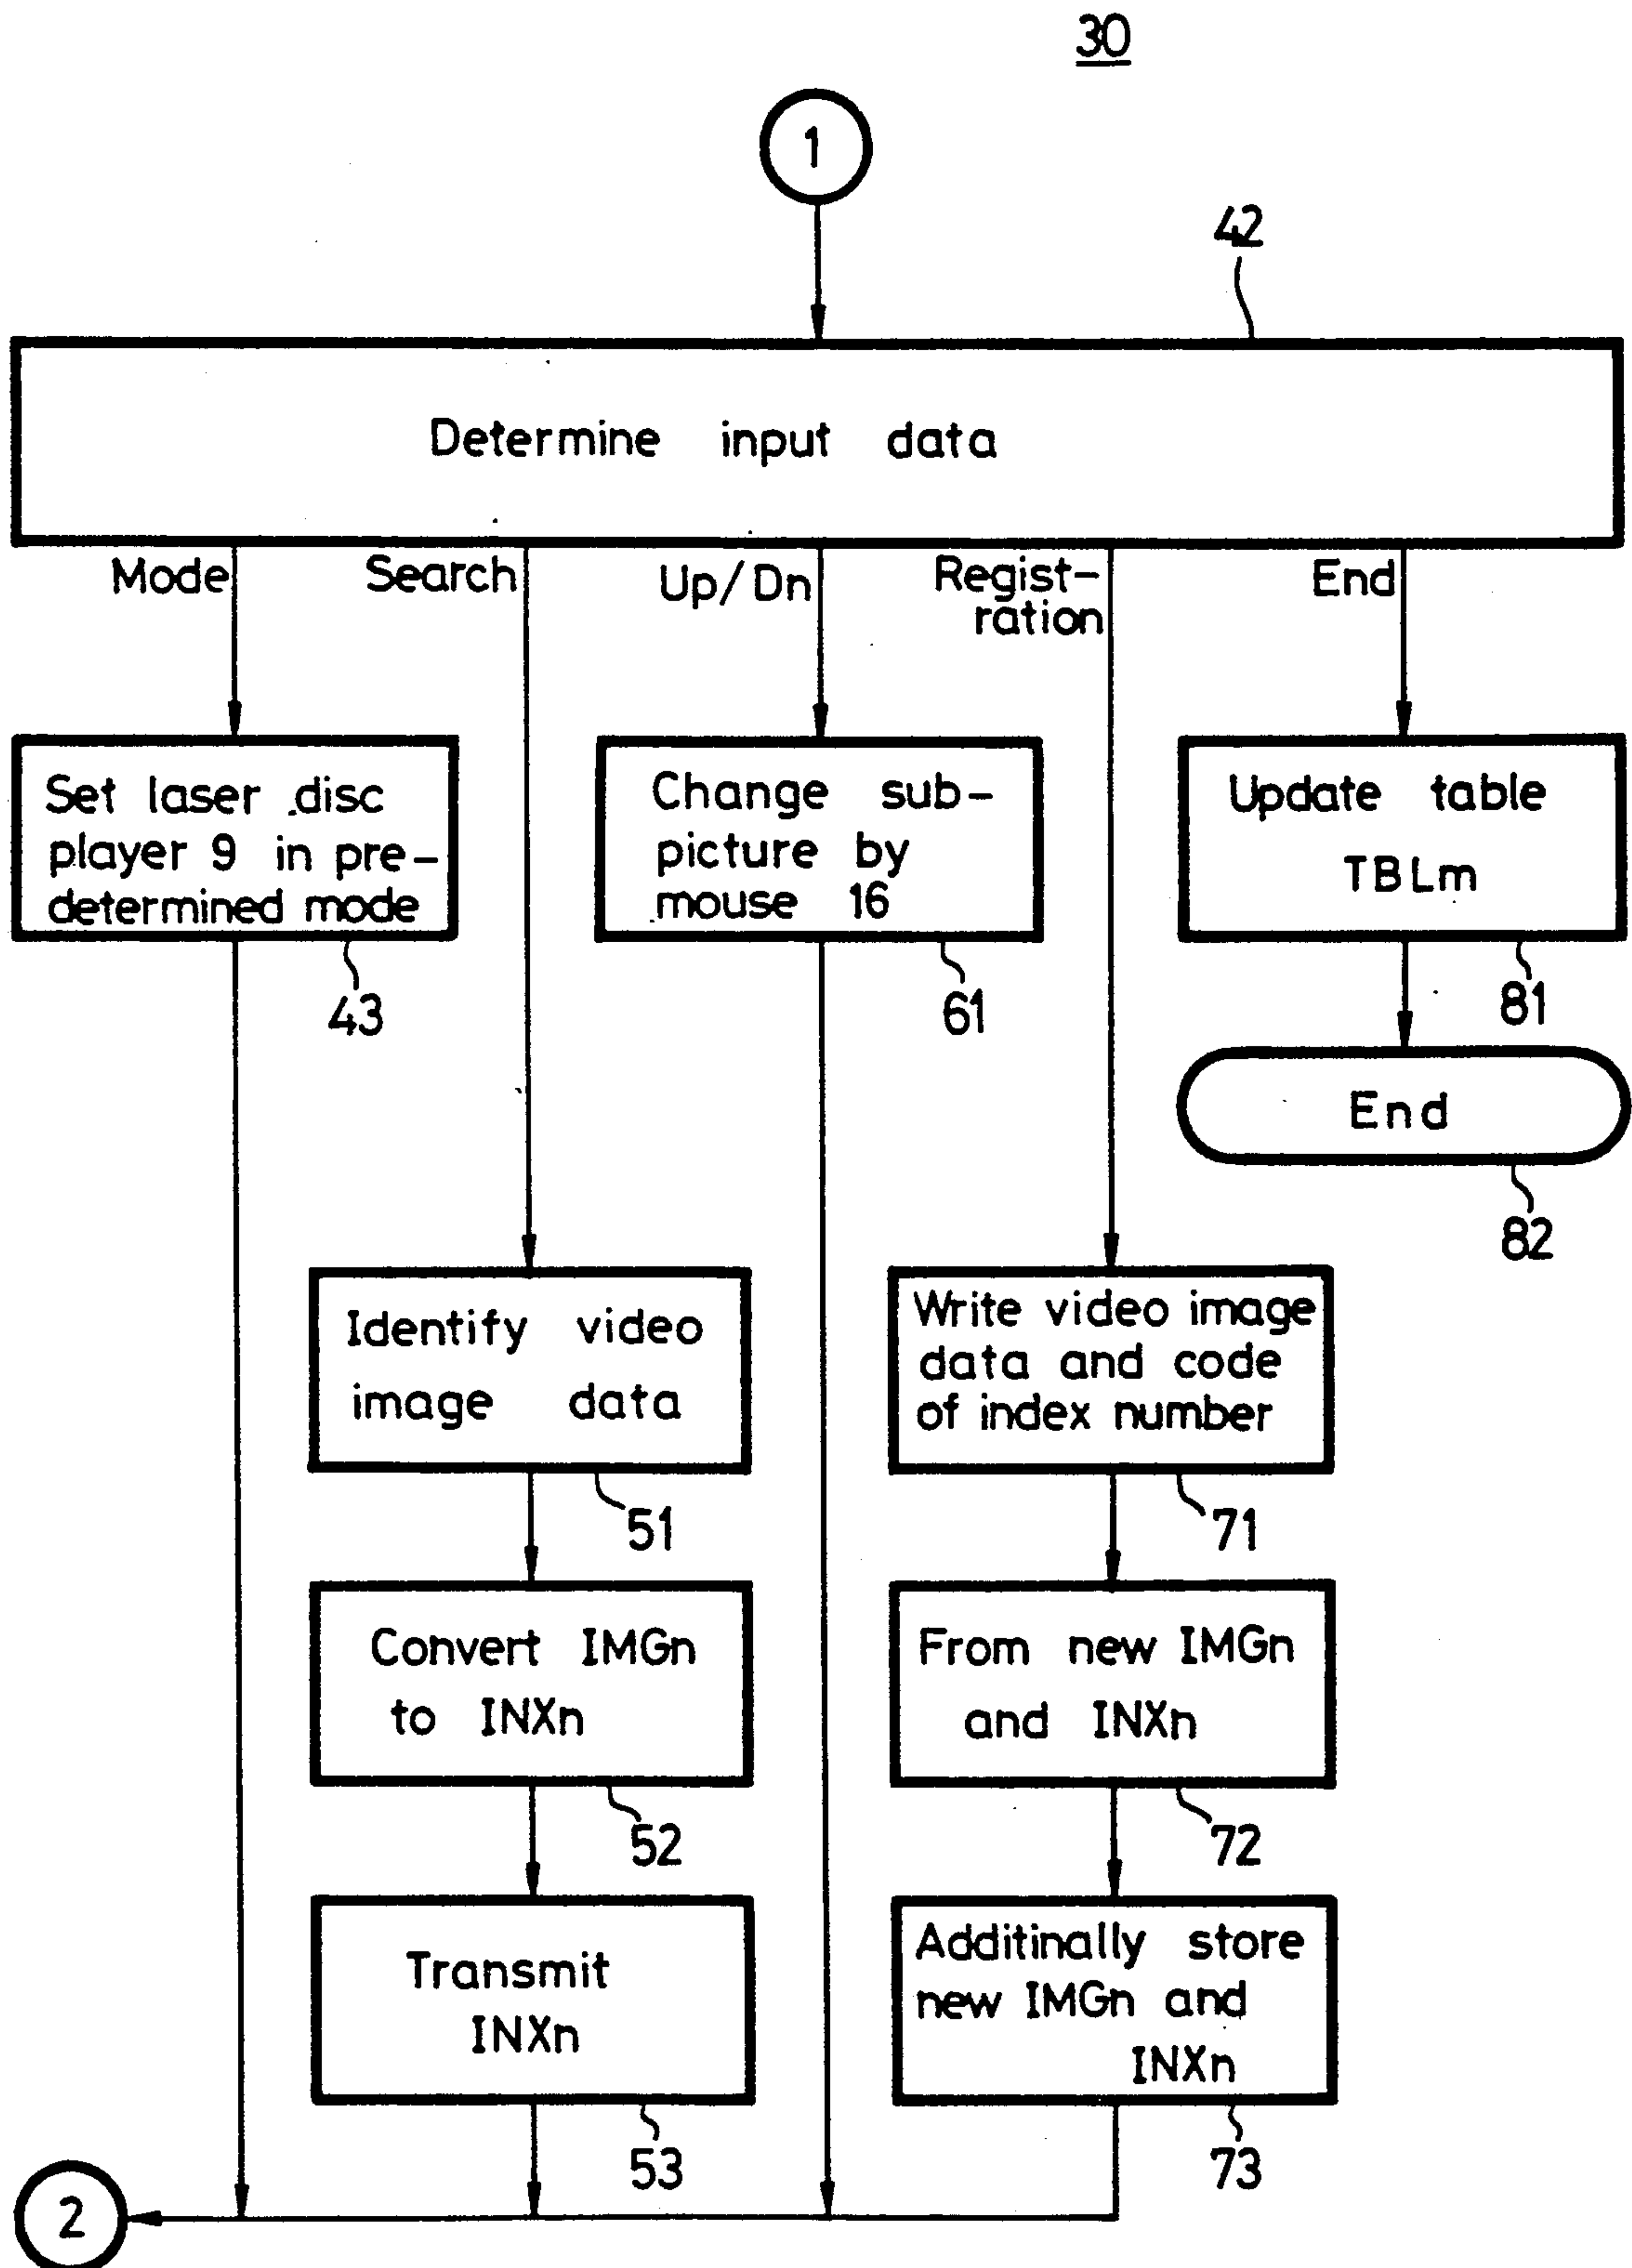 30
1
42
Determine input data
Mode
Search
Up/Dn
Regist-
ration
End
Set laser disc
player 9 in pre-
determined mode
43
Change sub-
picture by
mouse 16
61
Update table
TBLm
81
End
82
Identify video
image data
51
Write video image
data and code
of index number
71
Convert IMGn
to INXn
52
From new IMGn
and INXn
72
Transmit
INXn
53
Additinally store
new IMGn and
INXn
73
2